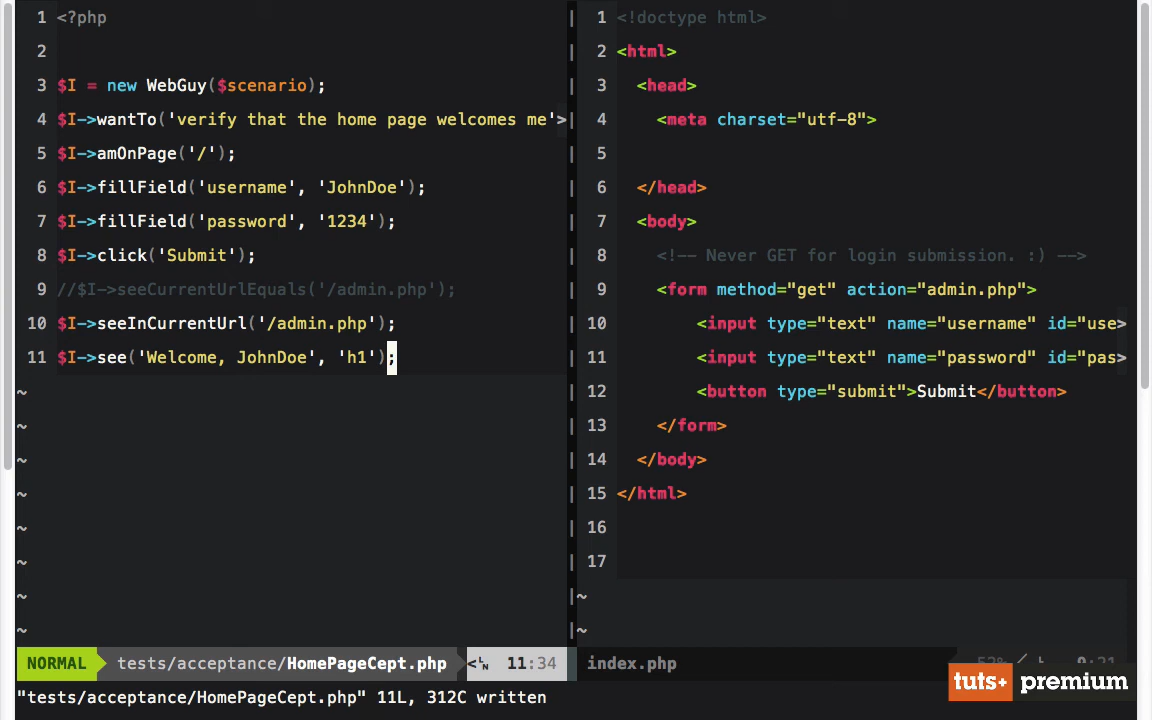 1 <?php
2
3 $I = new WebGuy($scenario);
4 $I->wantTo('verify that the home page welcomes me'>
5 $I->amOnPage('/');
6 $I->fillField('username', 'JohnDoe');
7 $I->fillField('password', '1234');
8 $I->click('Submit');
9 //$I->seeCurrentUrlEquals('/admin.php');
10 $I->seeInCurrentUrl('/admin.php');
11 $I->see('Welcome, JohnDoe', 'h1');
~
~
~
~
~
~
~
~
NORMAL tests/acceptance/HomePageCept.php < 11:34
"tests/acceptance/HomePageCept.php" 11L, 312C written
1 <!doctype html>
2 <html>
3 <head>
4 <meta charset="utf-8">
5
6 </head>
7 <body>
8 <!-- Never GET for login submission. :) -->
9 <form method="get" action="admin.php">
10 <input type="text" name="username" id="use>
11 <input type="text" name="password" id="pas>
12 <button type="submit">Submit</button>
13 </form>
14 </body>
15 </html>
16
17
~
~
index.php
tuts+ premium